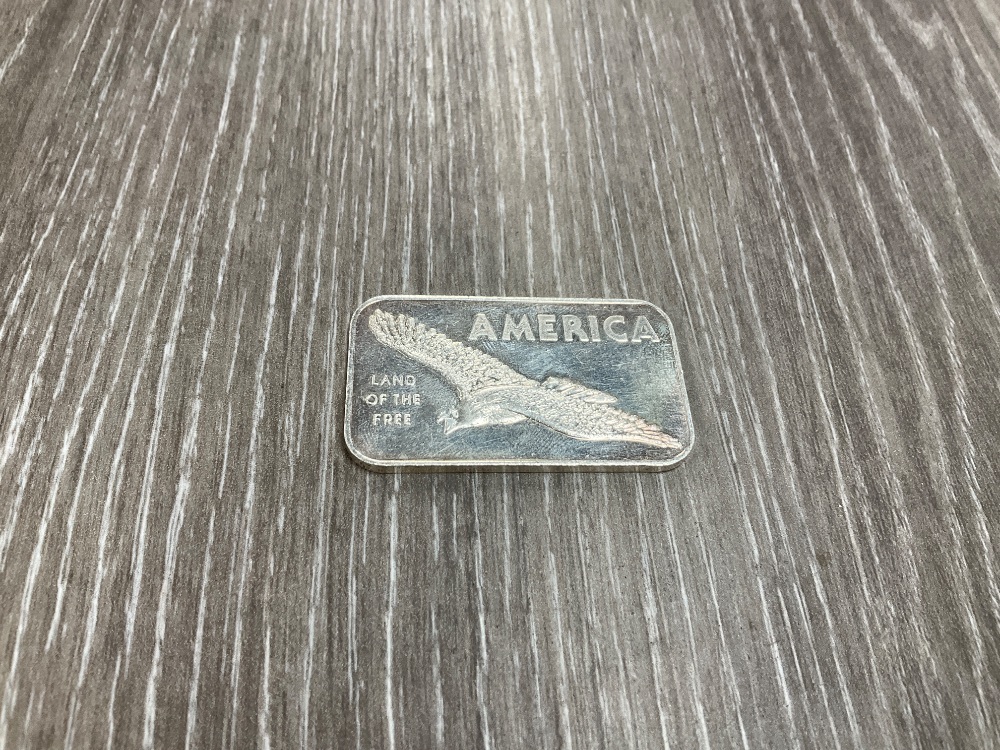 AMERICA
LAND
OF THE
FREE